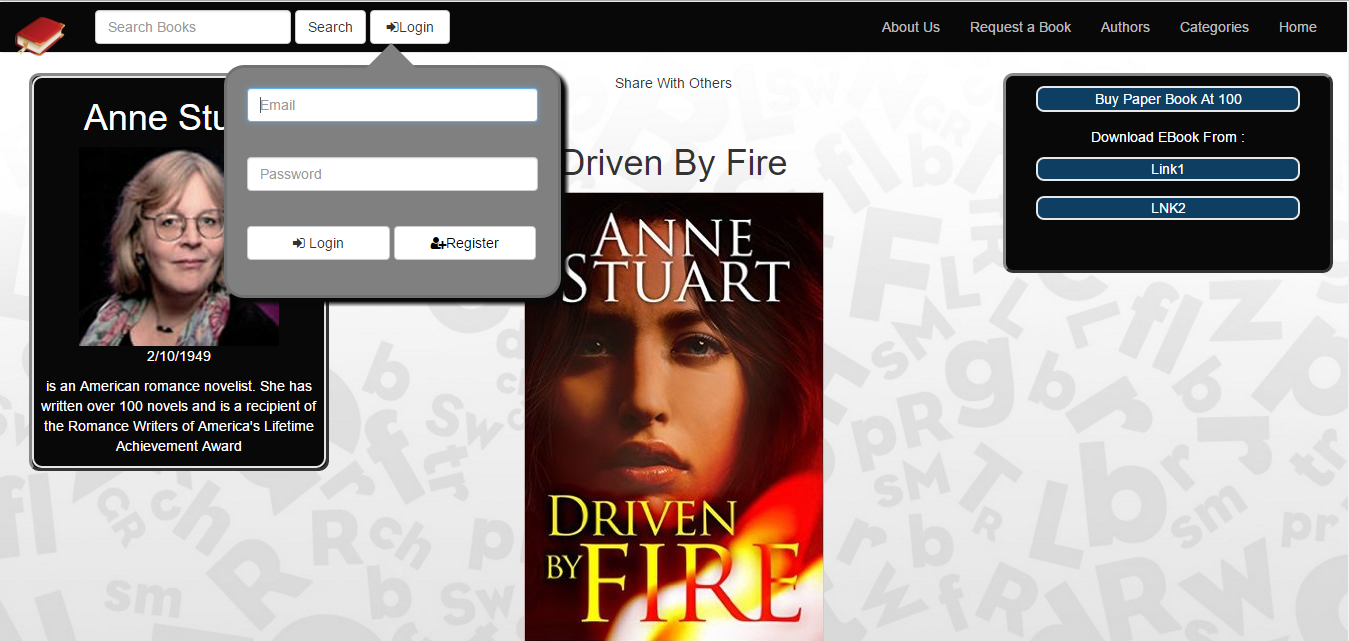 Search Books
Search
Login
About Us
Request a Book
Authors
Categories
Home
Anne Stu
2/10/1949
is an American romance novelist. She has
written over 100 novels and is a recipient of
the Romance Writers of America's Lifetime
Achievement Award
Email
Password
Login
Register
Share With Others
Driven By Fire
ANNE
STUART
DRIVEN
BY FIRE
Buy Paper Book At 100
Download EBook From :
Link1
LNK2